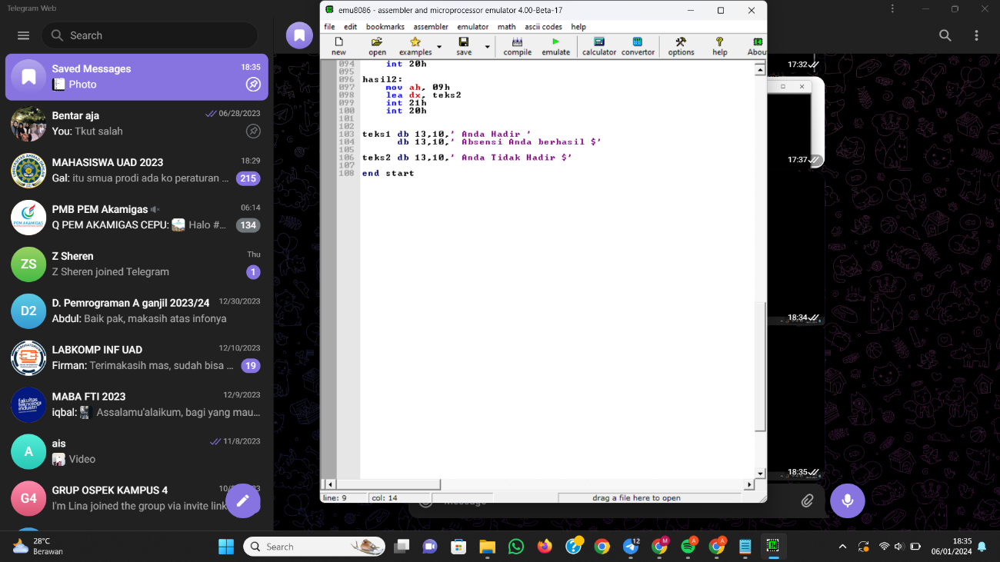 Telegram Web
Search
Saved Messages 18:35
Photo
Bentar aja 06/28/2023
You: Tkut salah
MAHASISWA UAD 2023 18:29
Gal: itu smua prodi ada ko peraturan ... 215
PMB PEM Akamigas 06:14
Q PEM AKAMIGAS CEPU: Halo #... 134
ZS
Z Sheren Thu
Z Sheren joined Telegram 1
D2
D. Pemrograman A ganjil 2023/24 12/30/2023
Abdul: Baik pak, makasih atas infonya
LABKOMP INF UAD 12/10/2023
Firman: Terimakasih mas, sudah bisa ... 19
fakultas teknologi industri
MABA FTI 2023 12/9/2023
iqbal: Assalamu'alaikum, bagi yang mau...
A
ais 11/8/2023
Video
G4
GRUP OSPEK KAMPUS 4
I'm Lina joined the group via invite link
emu8086 - assembler and microprocessor emulator 4.00-Beta-17
file edit bookmarks assembler emulator math ascii codes help
new open examples save compile emulate calculator convertor options help Abou
094 int 20h
095
096 hasil2:
097 mov ah, 09h
098 lea dx, teks2
099 int 21h
100 int 20h
101
102
103 teks1 db 13,10,' Anda Hadir '
104 db 13,10,' Absensi Anda berhasil $'
105
106 teks2 db 13,10,' Anda Tidak Hadir $'
107
108 end start
line: 9 col: 14 drag a file here to open
17:32
17:37
18:34
18:35
Message
28°C
Berawan
Search
12
M
A
A
18:35
06/01/2024